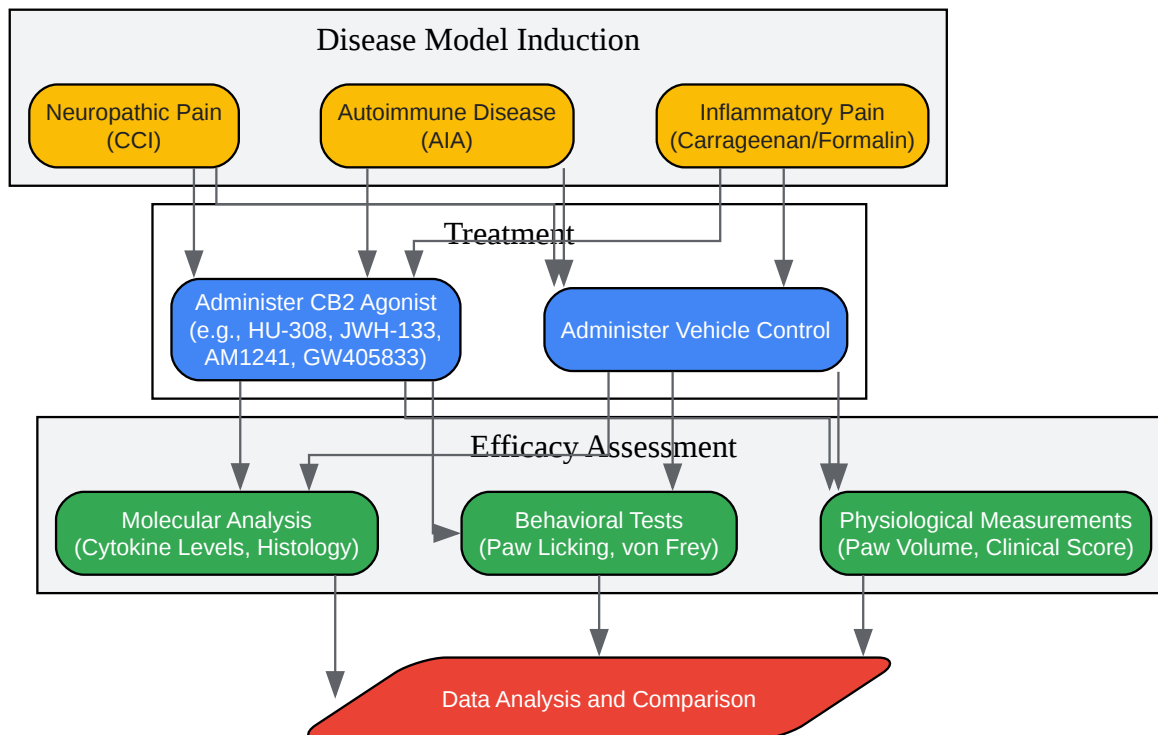 Disease Model Induction
Neuropathic Pain
(CCI)
Autoimmune Disease
(AIA)
Inflammatory Pain
(Carrageenan/Formalin)
Treatment
Administer CB2 Agonist
(e.g., HU-308, JWH-133,
AM1241, GW405833)
Administer Vehicle Control
Efficacy Assessment
Molecular Analysis
(Cytokine Levels, Histology)
Behavioral Tests
(Paw Licking, von Frey)
Physiological Measurements
(Paw Volume, Clinical Score)
Data Analysis and Comparison